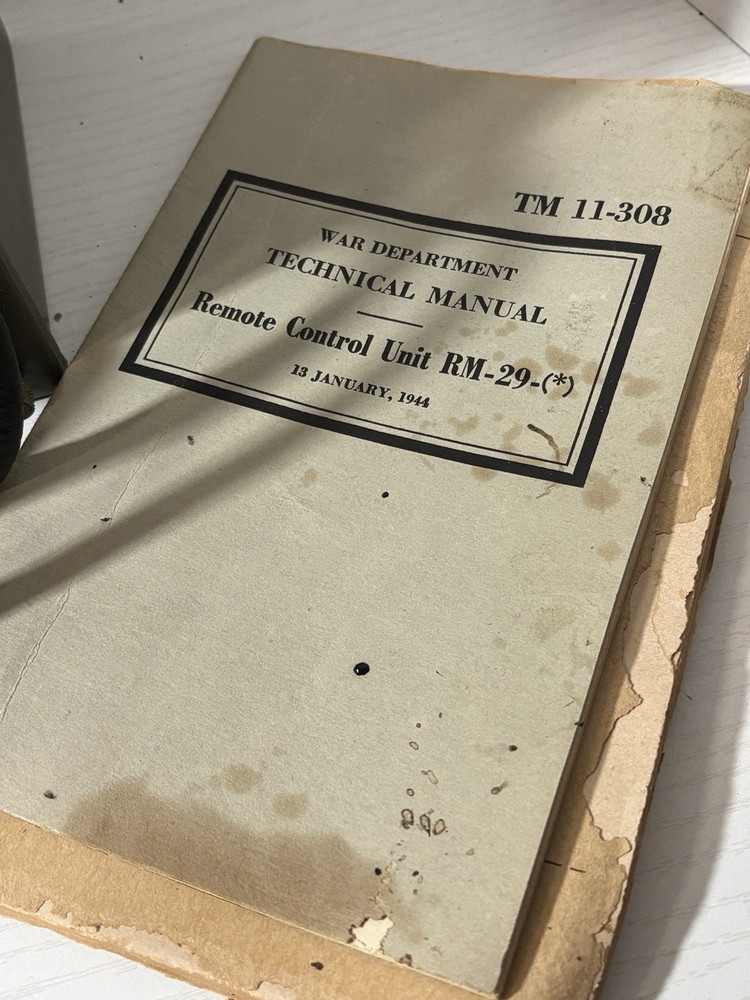 TM 11-308
WAR DEPARTMENT
TECHNICAL MANUAL
Remote Control Unit RM-29-(*)
13 JANUARY, 1944